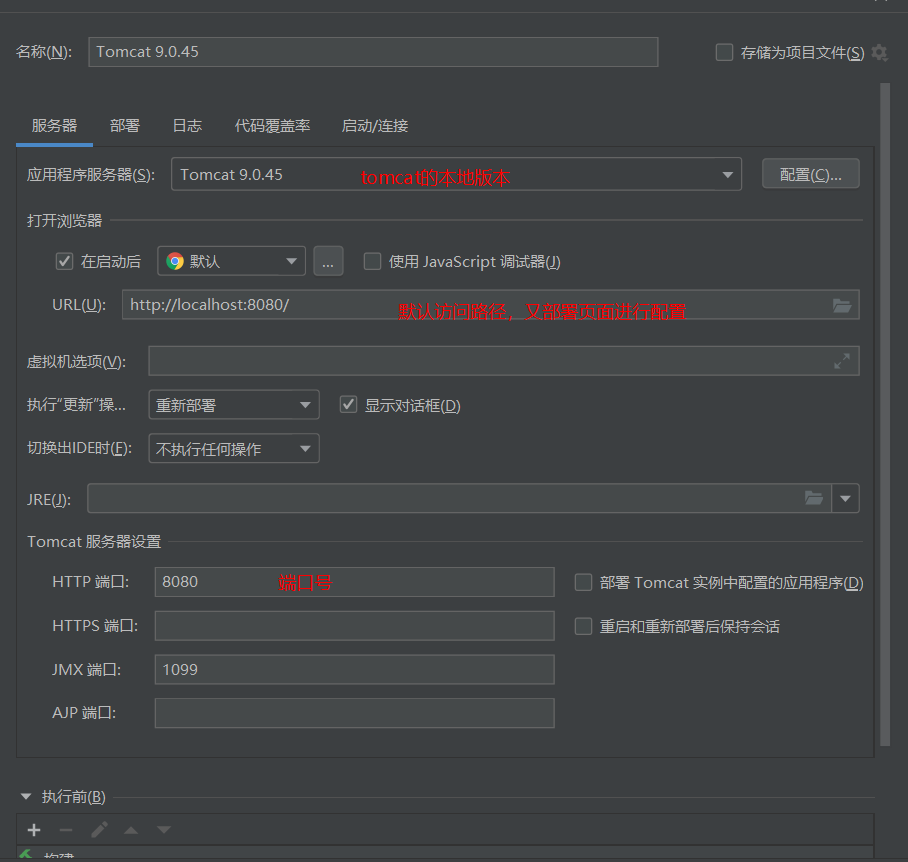 名称(N): Tomcat 9.0.45 存储为项目文件(S)
服务器 部署 日志 代码覆盖率 启动/连接
应用程序服务器(S): Tomcat 9.0.45 tomcat的本地版本 配置(C)...
打开浏览器
在启动后 默认 ... 使用 JavaScript 调试器(J)
URL(U): http://localhost:8080/ 默认访问路径，又部署页面进行配置
虚拟机选项(V):
执行“更新”操... 重新部署 显示对话框(D)
切换出IDE时(F): 不执行任何操作
JRE(J):
Tomcat 服务器设置
HTTP 端口: 8080 端口号 部署 Tomcat 实例中配置的应用程序(D)
HTTPS 端口: 重启和重新部署后保持会话
JMX 端口: 1099
AJP 端口:
执行前(B)
构建